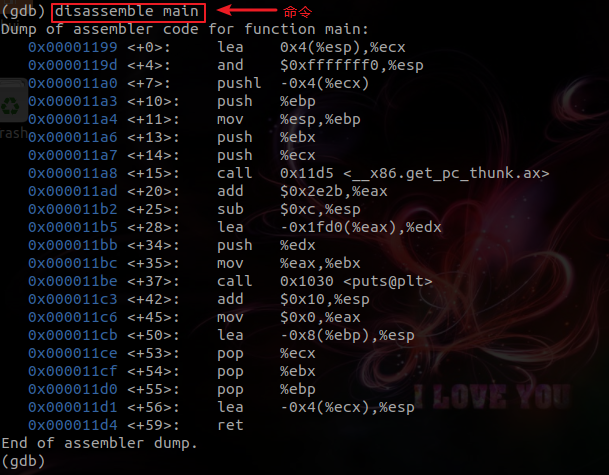 (gdb) disassemble main 命令
Dump of assembler code for function main:
0x00001199 <+0>: lea 0x4(%esp),%ecx
0x0000119d <+4>: and $0xfffffff0,%esp
0x000011a0 <+7>: pushl -0x4(%ecx)
0x000011a3 <+10>: push %ebp
0x000011a4 <+11>: mov %esp,%ebp
0x000011a6 <+13>: push %ebx
0x000011a7 <+14>: push %ecx
0x000011a8 <+15>: call 0x11d5 <__x86.get_pc_thunk.ax>
0x000011ad <+20>: add $0x2e2b,%eax
0x000011b2 <+25>: sub $0xc,%esp
0x000011b5 <+28>: lea -0x1fd0(%eax),%edx
0x000011bb <+34>: push %edx
0x000011bc <+35>: mov %eax,%ebx
0x000011be <+37>: call 0x1030 <puts@plt>
0x000011c3 <+42>: add $0x10,%esp
0x000011c6 <+45>: mov $0x0,%eax
0x000011cb <+50>: lea -0x8(%ebp),%esp
0x000011ce <+53>: pop %ecx
0x000011cf <+54>: pop %ebx
0x000011d0 <+55>: pop %ebp
0x000011d1 <+56>: lea -0x4(%ecx),%esp
0x000011d4 <+59>: ret
End of assembler dump.
(gdb)
rash
I LOVE YOU